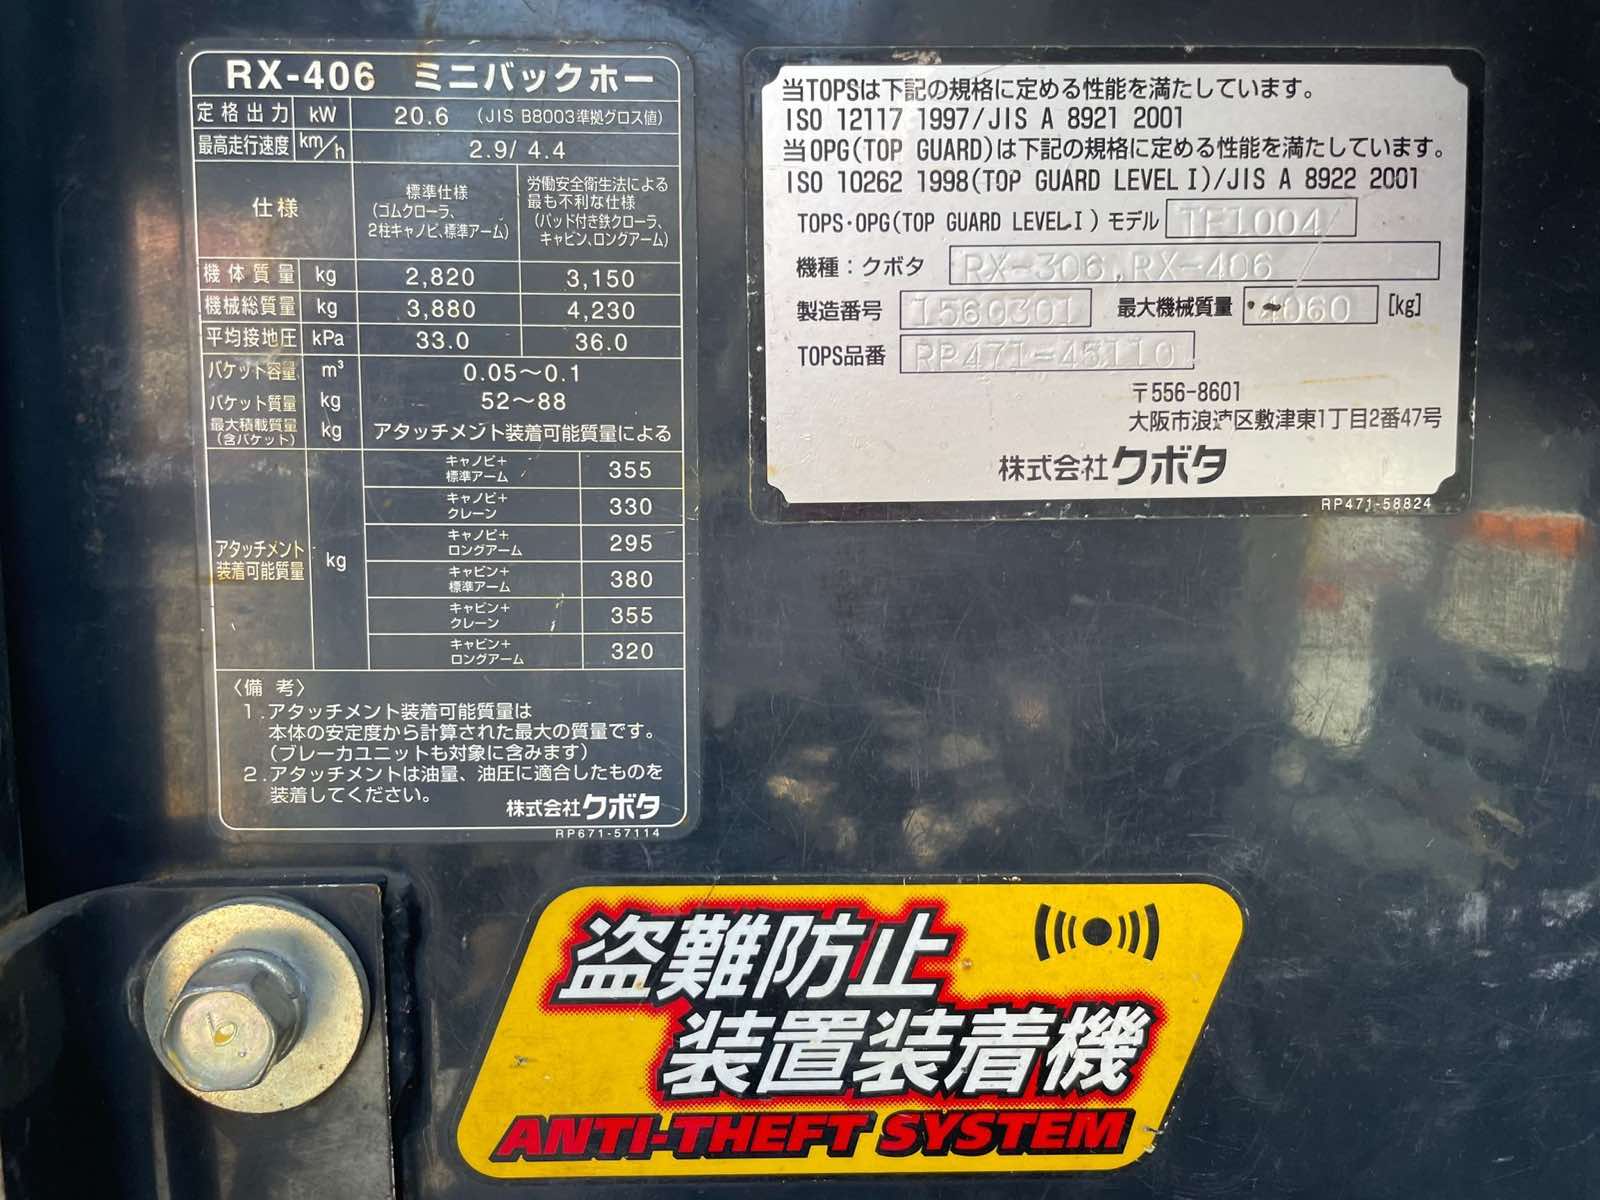 RX-406 ミニバックホー
定格出力 kW 20.6 (JIS B8003準拠グロス値)
最高走行速度 km/h 2.9/ 4.4
仕様
標準仕様
(ゴムクローラ、
2柱キャノピ、標準アーム)
労働安全衛生法による
最も不利な仕様
(パッド付き鉄クローラ、
キャビン、ロングアーム)
機体質量 kg 2,820 3,150
機械総質量 kg 3,880 4,230
平均接地圧 kPa 33.0 36.0
バケット容量 m³ 0.05～0.1
バケット質量 kg 52～88
最大積載質量
(含バケット) kg アタッチメント装着可能質量による
アタッチメント
装着可能質量 kg
キャノピ+
標準アーム 355
キャノピ+
クレーン 330
キャノピ+
ロングアーム 295
キャビン+
標準アーム 380
キャビン+
クレーン 355
キャビン+
ロングアーム 320
〈備 考〉
1.アタッチメント装着可能質量は
本体の安定度から計算された最大の質量です。
(ブレーカユニットも対象に含みます)
2.アタッチメントは油量、油圧に適合したものを
装着してください。
株式会社クボタ
RP671-57114
当TOPSは下記の規格に定める性能を満たしています。
ISO 12117 1997/JIS A 8921 2001
当OPG(TOP GUARD)は下記の規格に定める性能を満たしています。
ISO 10262 1998(TOP GUARD LEVEL I)/JIS A 8922 2001
TOPS・OPG(TOP GUARD LEVEL I) モデル TF1004
機種：クボタ RX-306,RX-406
製造番号 1560301 最大機械質量 4060 [kg]
TOPS品番 RP471-45110
〒556-8601
大阪市浪速区敷津東1丁目2番47号
株式会社クボタ
RP471-58824
盗難防止
装置装着機
ANTI-THEFT SYSTEM